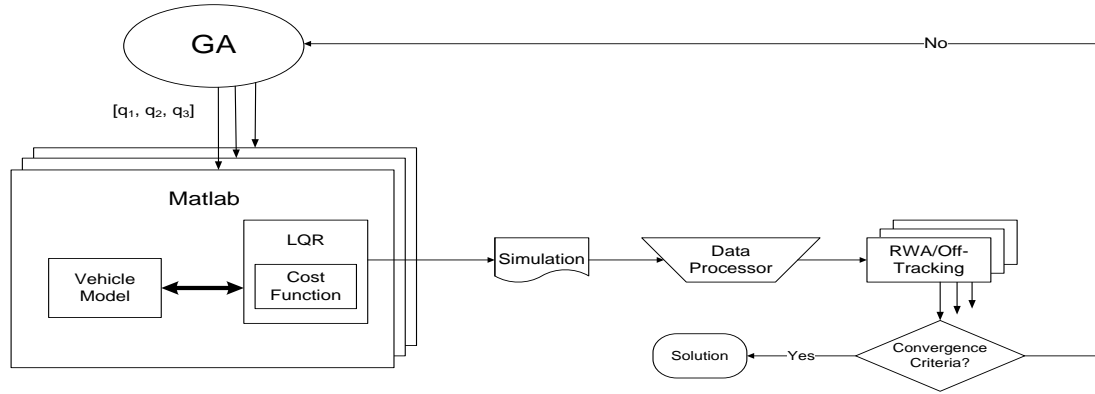 GA
No
[q₁, q₂, q₃]
Matlab
LQR
Cost
Function
Vehicle
Model
Simulation
Data
Processor
RWA/Off-
Tracking
Convergence
Criteria?
Yes
Solution